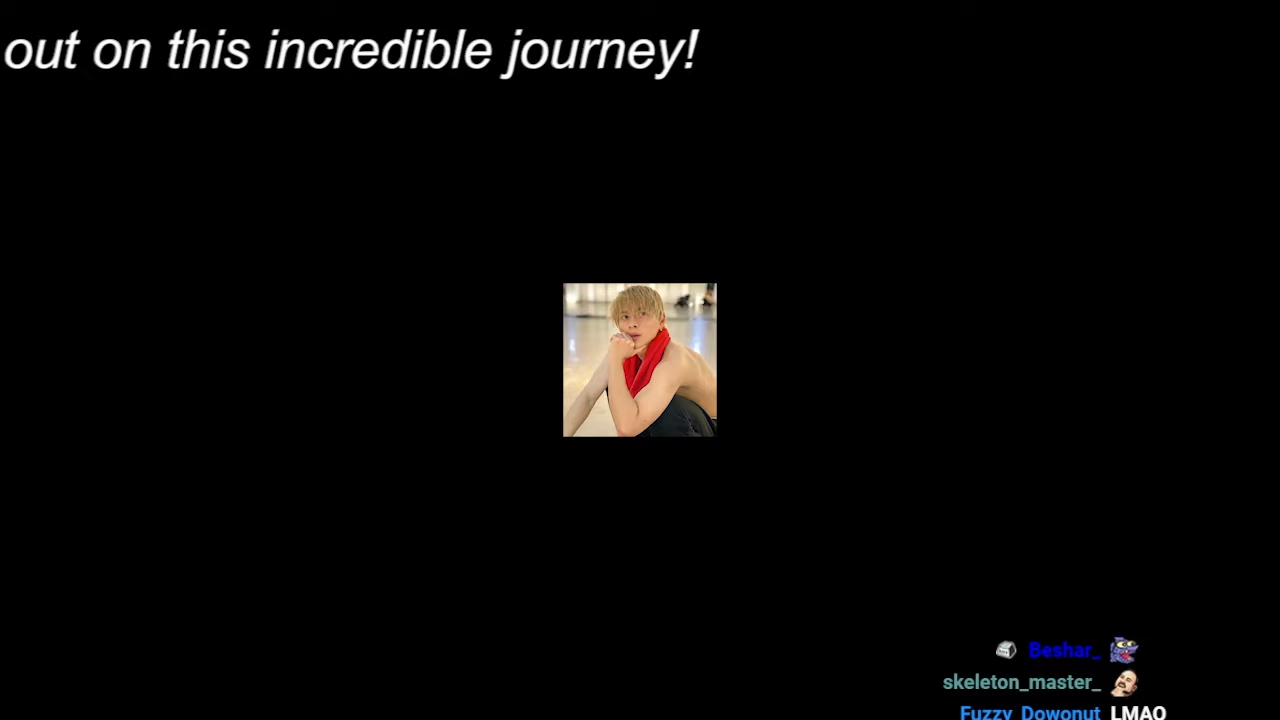 out on this incredible journey!
Beshar_
skeleton_master_
Fuzzy_Dowonut LMAO